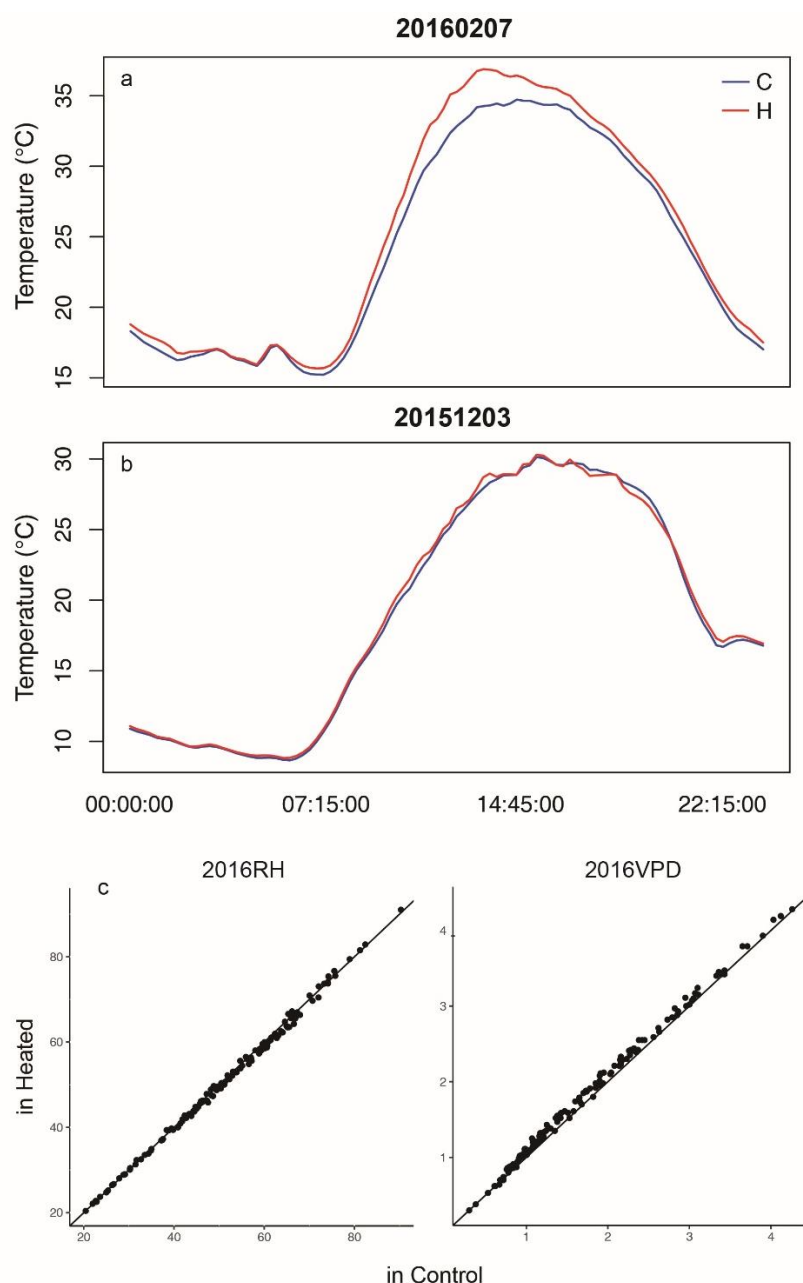 20160207
a
C
H
Temperature (°C)
35
30
25
20
15
20151203
b
Temperature (°C)
30
25
20
15
10
00:00:00 07:15:00 14:45:00 22:15:00
c
2016RH
2016VPD
in Heated
80
60
40
20
20 40 60 80
4
3
2
1
1 2 3 4
in Control